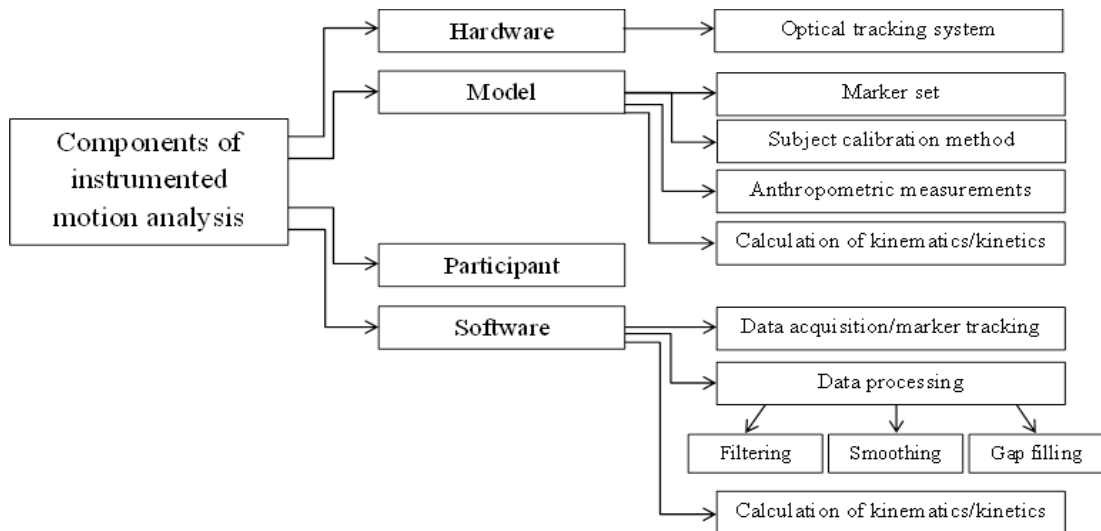 Components of
instrumented
motion analysis
Hardware
Optical tracking system
Model
Marker set
Subject calibration method
Anthropometric measurements
Calculation of kinematics/kinetics
Participant
Software
Data acquisition/marker tracking
Data processing
Filtering
Smoothing
Gap filling
Calculation of kinematics/kinetics